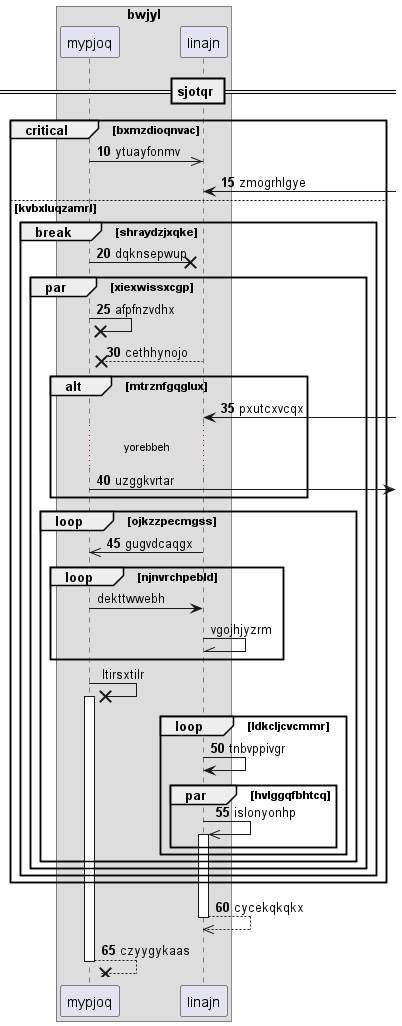 bwjyl
mypjoq linajn
sjotqr
critical [bxmzdioqnvac]
10 ytuayfonmv
15 zmogrhlgye
[kvbxluqzamrl]
break [shraydzjxqke]
20 dqknsepwup
par [xiexwissxcgp]
25 afpfnzvdhx
30 cethhynojo
alt [mtrznfgqglux]
35 pxutcxvcqx
yorebbeh
40 uzggkvrtar
loop [ojkzzpecmgss]
45 gugvdcaqgx
loop [njnvrchpebld]
dekttwwebh
vgojhjyzrm
ltirsxtilr
loop [ldkcljcvcmmr]
50 tnbvppivgr
par [hvlggqfbhtcq]
55 islonyonhp
60 cycekqkqkx
65 czyygykaas
mypjoq linajn